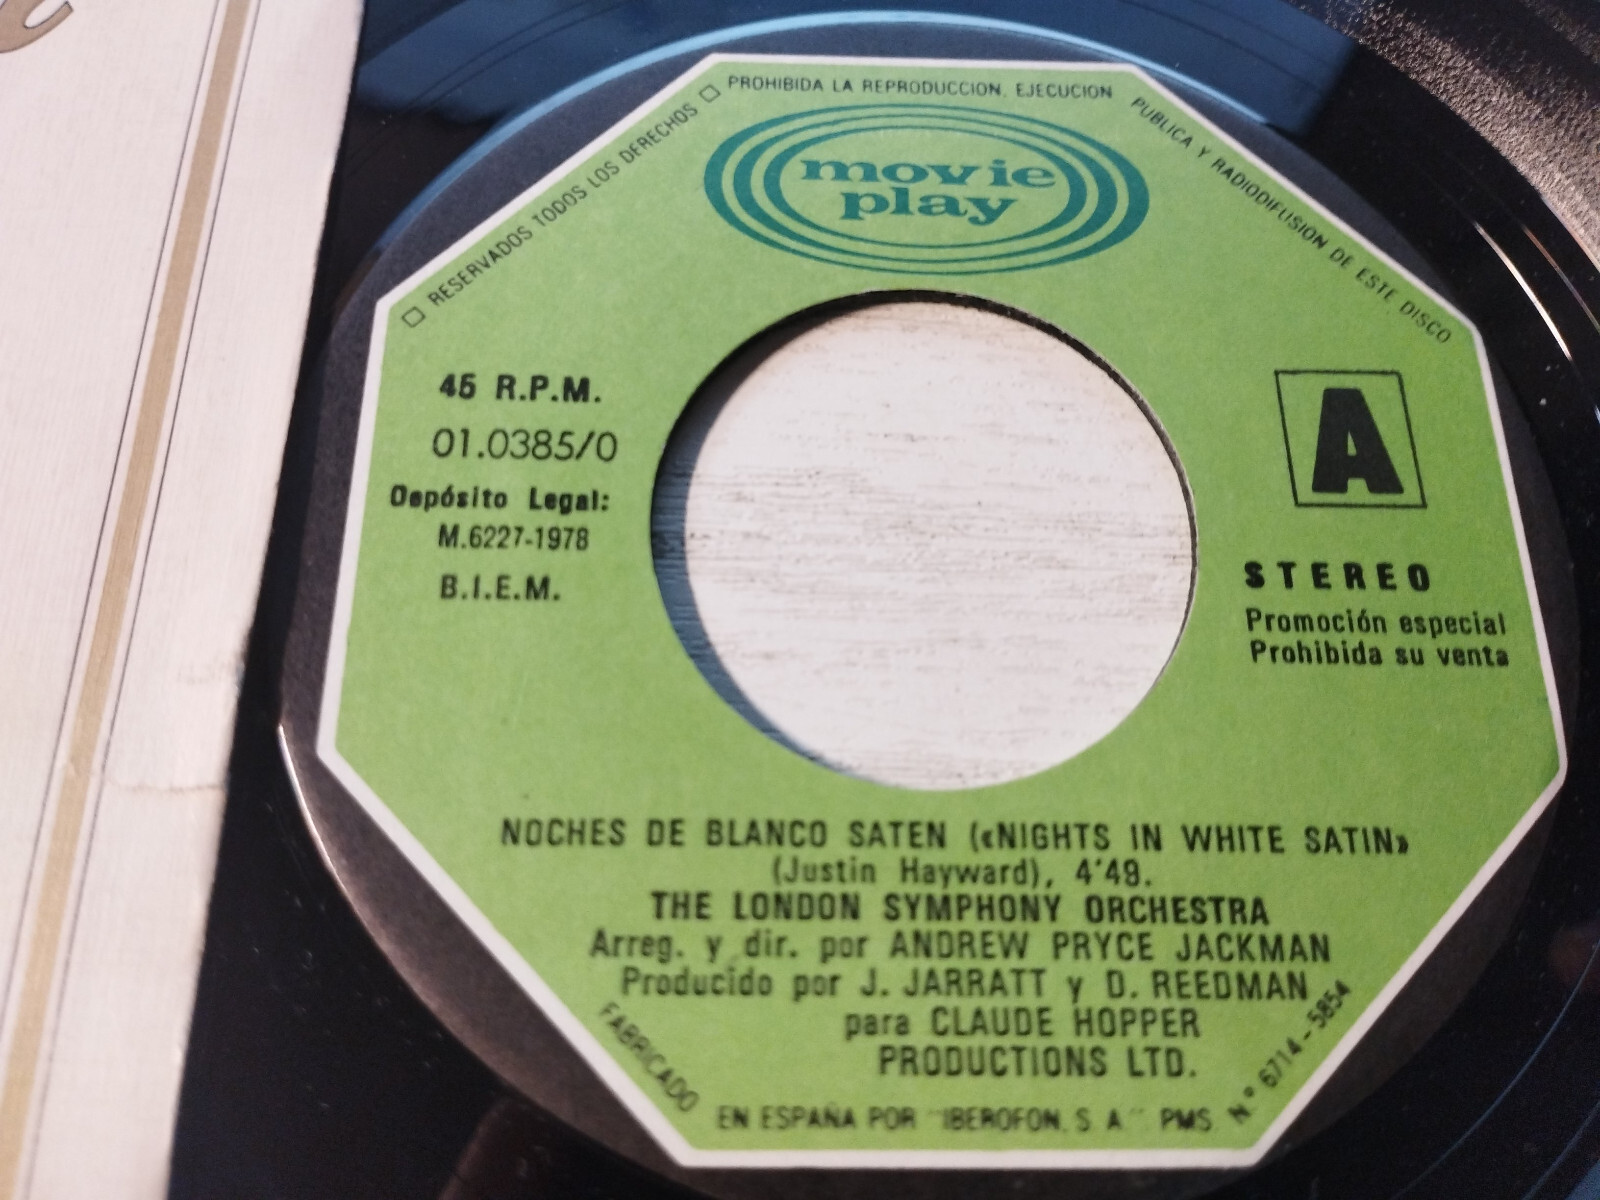 RESERVADOS TODOS LOS DERECHOS
PROHIBIDA LA REPRODUCCION, EJECUCION
PUBLICA Y RADIODIFUSION DE ESTE DISCO
movie
play
45 R.P.M.
01.0385/0
Depósito Legal:
M.6227-1978
B.I.E.M.
A
STEREO
Promoción especial
Prohibida su venta
NOCHES DE BLANCO SATEN («NIGHTS IN WHITE SATIN»
(Justin Hayward), 4'49.
THE LONDON SYMPHONY ORCHESTRA
Arreg. y dir. por ANDREW PRYCE JACKMAN
Producido por J. JARRATT y D. REEDMAN
para CLAUDE HOPPER
PRODUCTIONS LTD.
FABRICADO
EN ESPAÑA POR "IBEROFON, S. A." PMS.
N.º 6714-5854